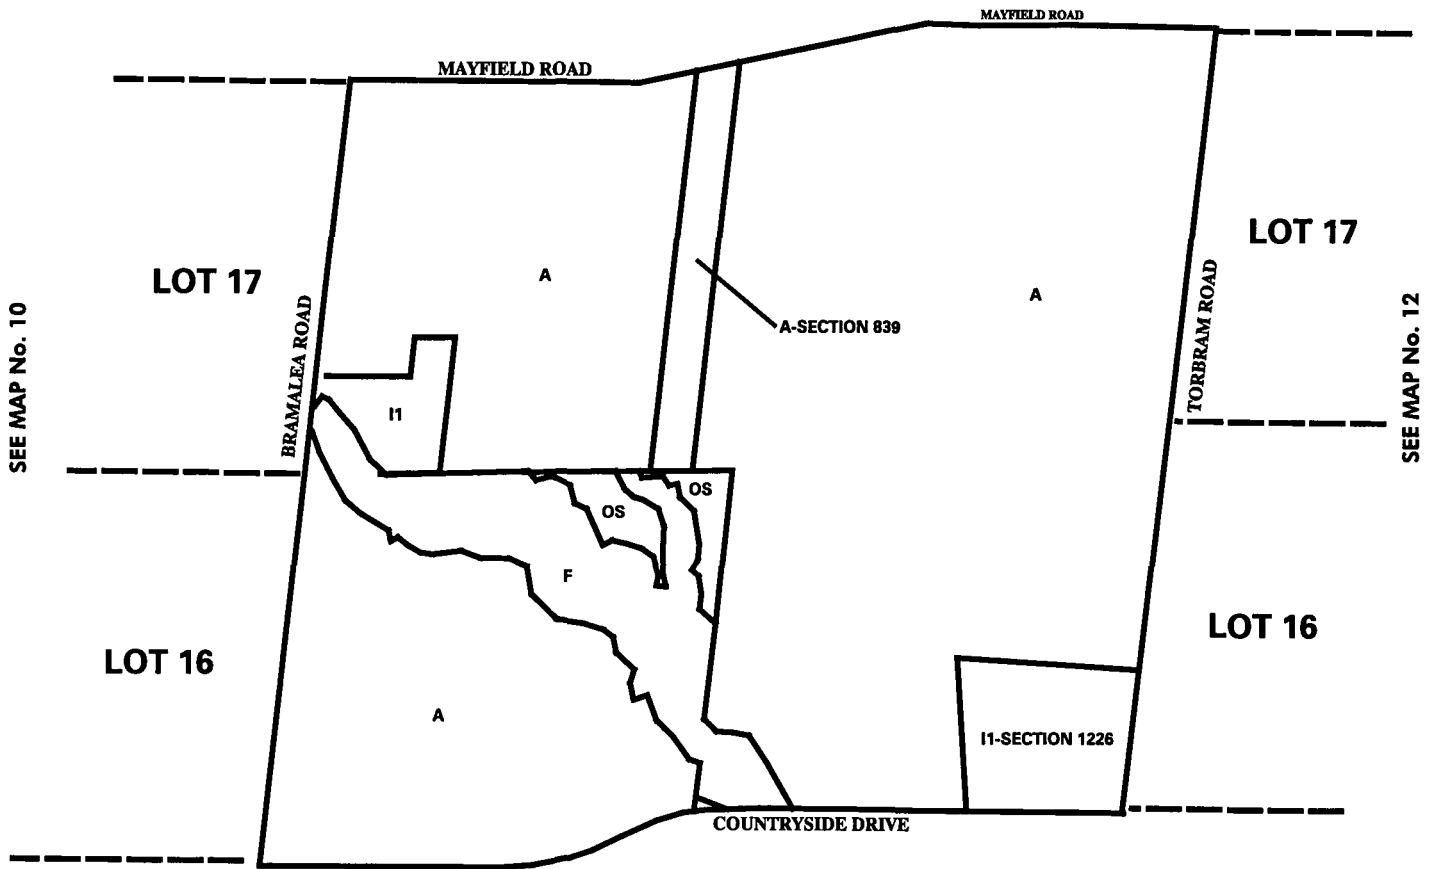 MAYFIELD ROAD
MAYFIELD ROAD
LOT 17
LOT 17
A
A
A-SECTION 839
SEE MAP No. 10
BRAMALEA ROAD
TORBRAM ROAD
SEE MAP No. 12
I1
OS
OS
F
LOT 16
LOT 16
A
I1-SECTION 1226
COUNTRYSIDE DRIVE